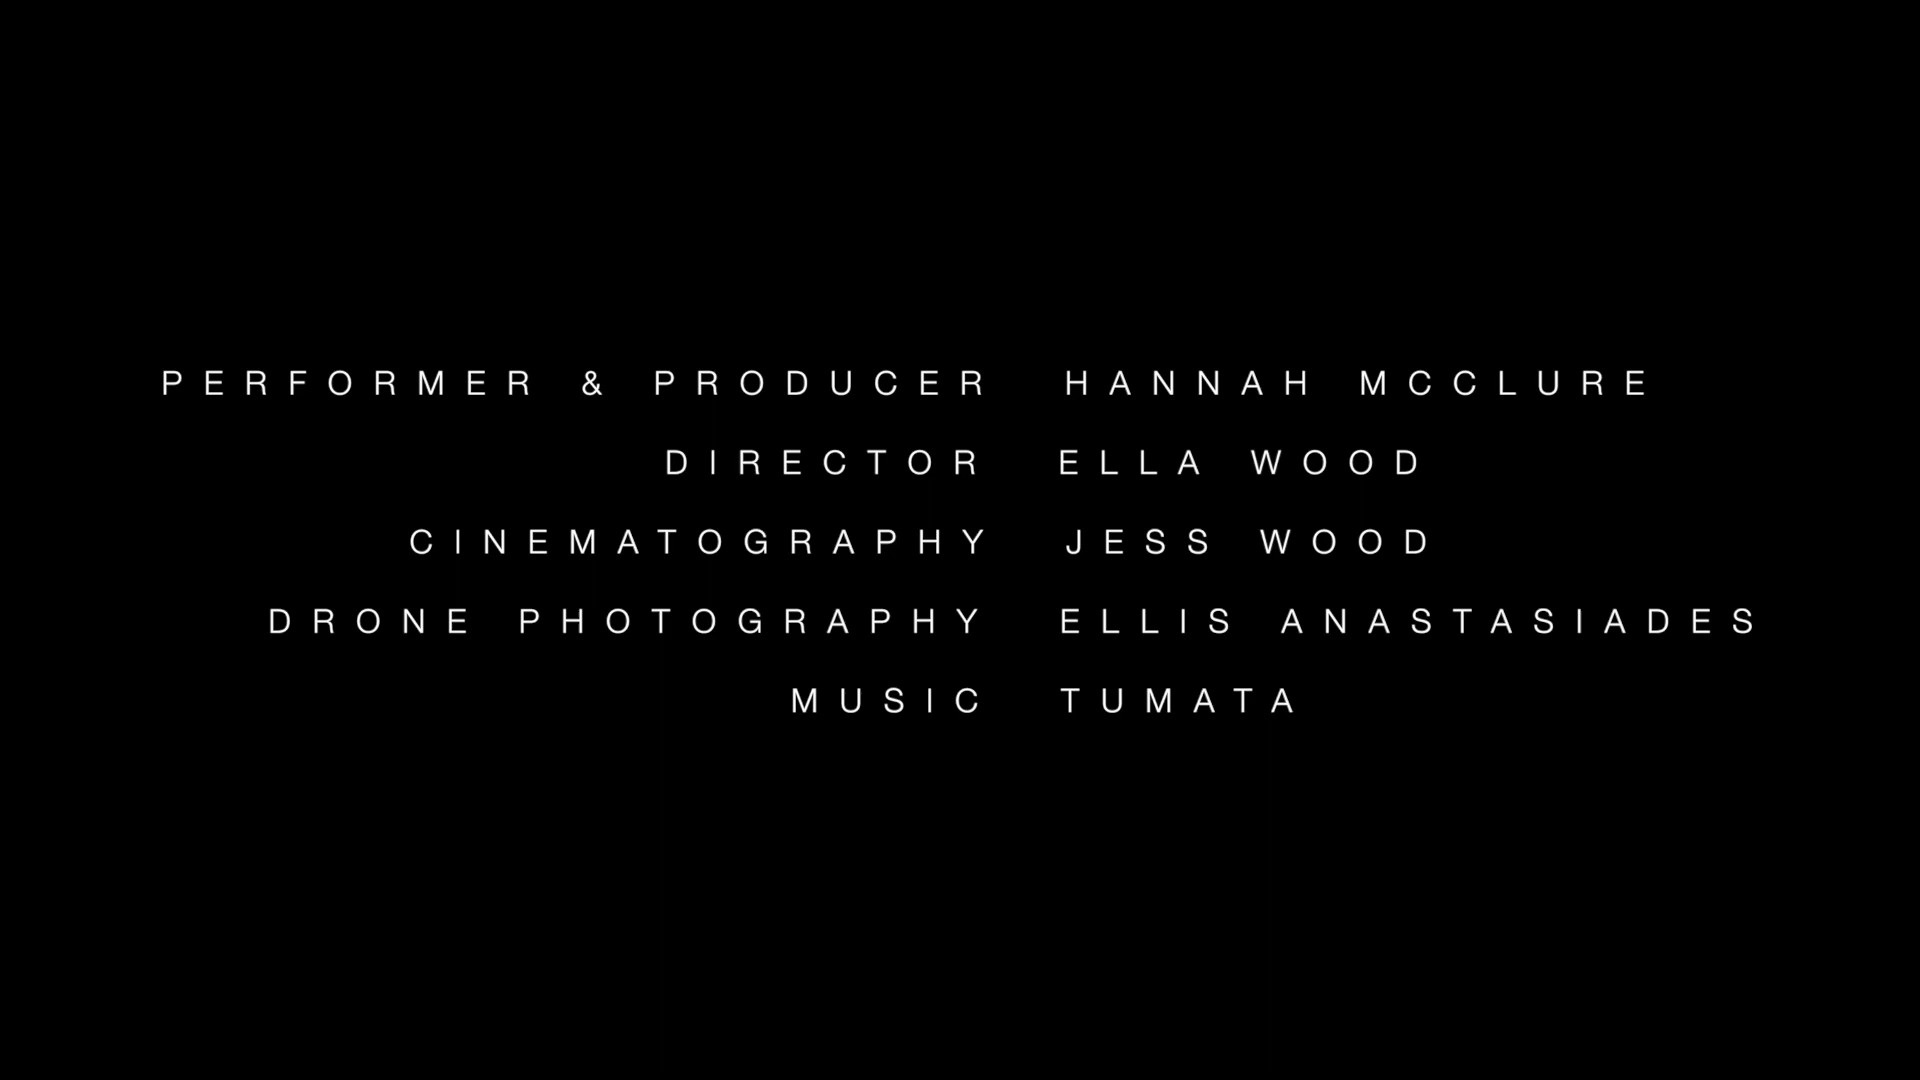 PERFORMER & PRODUCER HANNAH MCCLURE
DIRECTOR ELLA WOOD
CINEMATOGRAPHY JESS WOOD
DRONE PHOTOGRAPHY ELLIS ANASTASIADES
MUSIC TUMATA